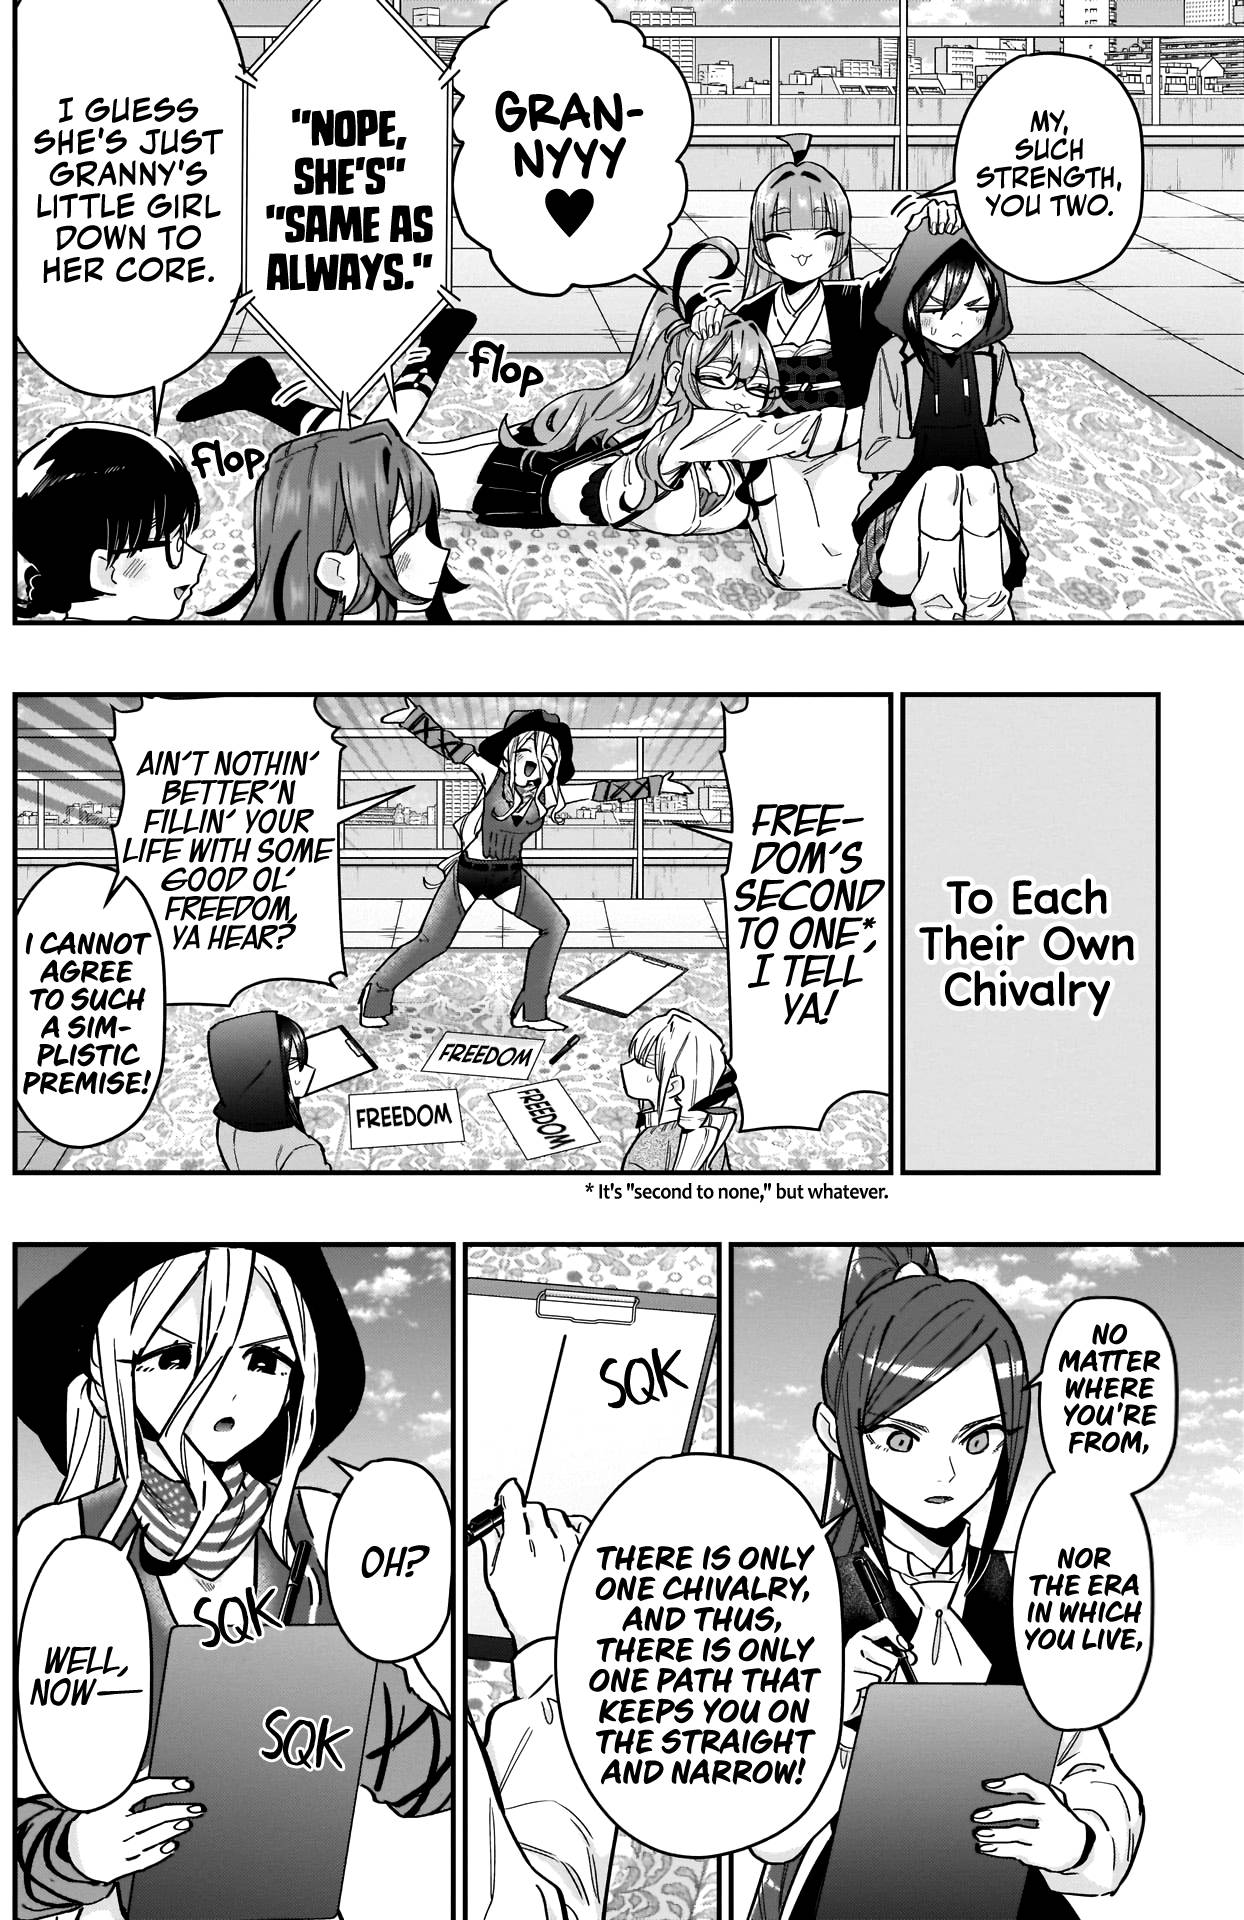 MY,
SUCH
STRENGTH,
YOU TWO.
GRAN-
NYYY
♥
flop
flop
"NOPE,
SHE'S"
"SAME AS
ALWAYS."
I GUESS
SHE'S JUST
GRANNY'S
LITTLE GIRL
DOWN TO
HER CORE.
To Each
Their Own
Chivalry
FREE-
DOM'S
SECOND
TO ONE*,
I TELL
YA!
AIN'T NOTHIN'
BETTER'N
FILLIN' YOUR
LIFE WITH SOME
GOOD OL'
FREEDOM,
YA HEAR?
FREEDOM
FREEDOM
FREEDOM
I CANNOT
AGREE
TO SUCH
A SIM-
PLISTIC
PREMISE!
* It's "second to none," but whatever.
NO
MATTER
WHERE
YOU'RE
FROM,
NOR
THE ERA
IN WHICH
YOU LIVE,
SQK
THERE IS ONLY
ONE CHIVALRY,
AND THUS,
THERE IS ONLY
ONE PATH THAT
KEEPS YOU ON
THE STRAIGHT
AND NARROW!
OH?
SQK
SQK
WELL,
NOW—